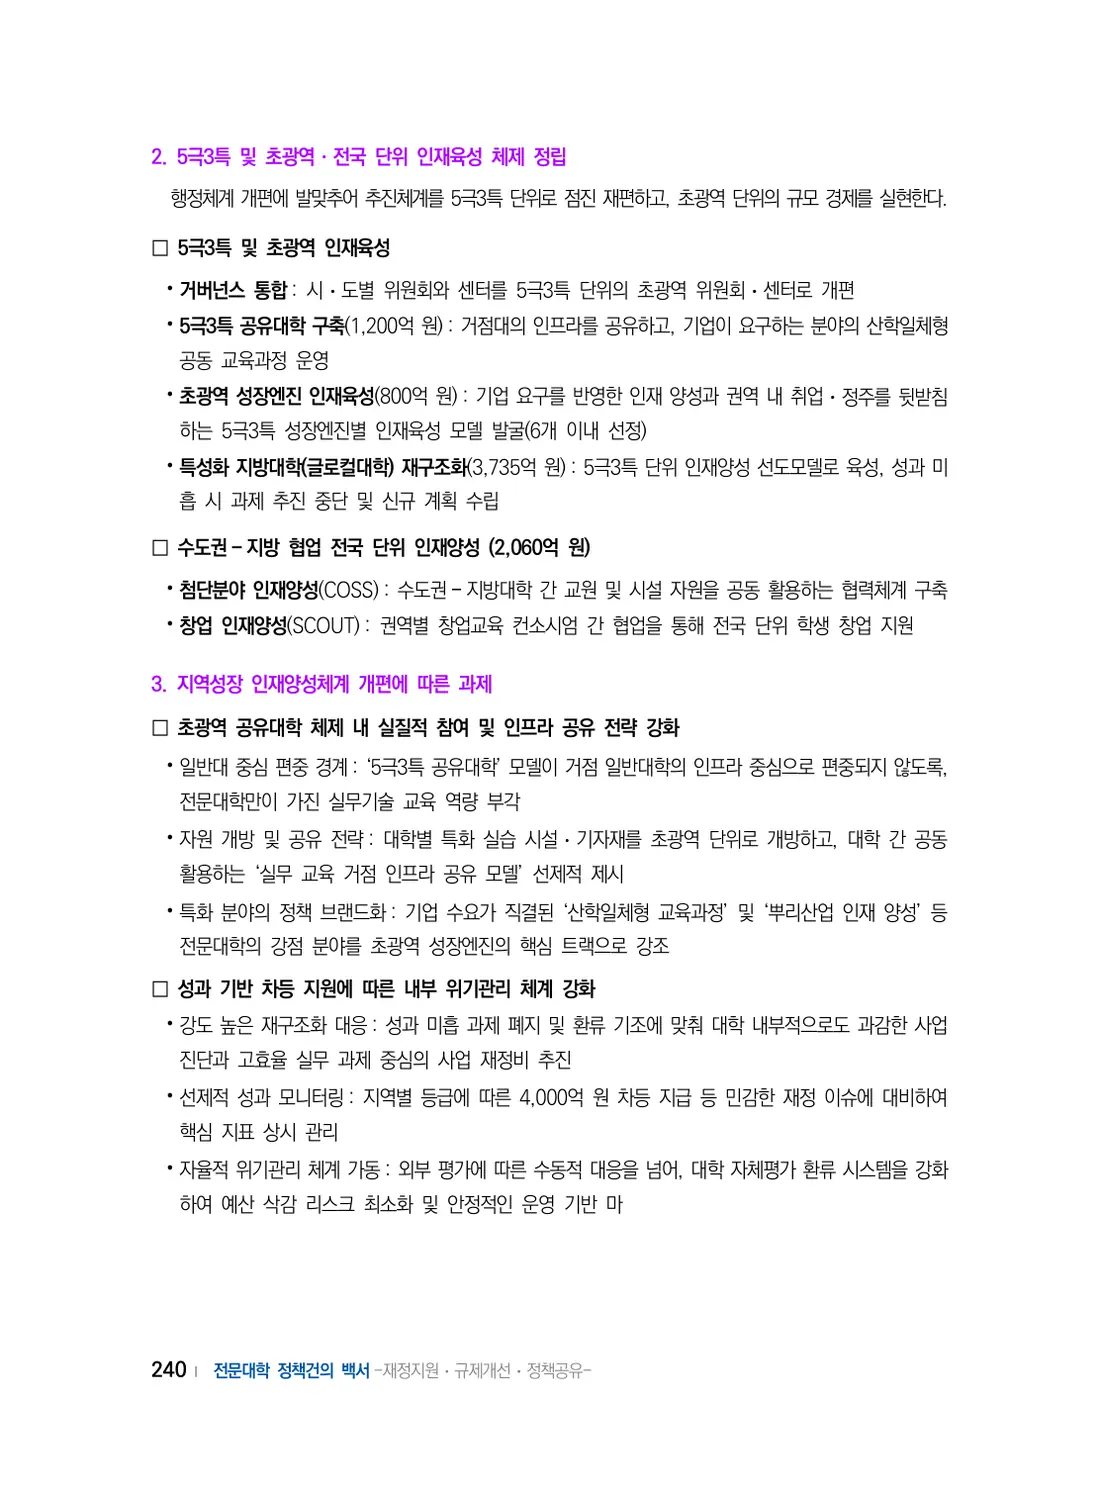 2. 5극3특 및 초광역·전국 단위 인재육성 체제 정립
행정체계 개편에 발맞추어 추진체계를 5극3특 단위로 점진 재편하고, 초광역 단위의 규모 경제를 실현한다.
□ 5극3특 및 초광역 인재육성
• 거버넌스 통합 : 시·도별 위원회와 센터를 5극3특 단위의 초광역 위원회·센터로 개편
• 5극3특 공유대학 구축(1,200억 원) : 거점대의 인프라를 공유하고, 기업이 요구하는 분야의 산학일체형
공동 교육과정 운영
• 초광역 성장엔진 인재육성(800억 원) : 기업 요구를 반영한 인재 양성과 권역 내 취업·정주를 뒷받침
하는 5극3특 성장엔진별 인재육성 모델 발굴(6개 이내 선정)
• 특성화 지방대학(글로컬대학) 재구조화(3,735억 원) : 5극3특 단위 인재양성 선도모델로 육성, 성과 미
흡 시 과제 추진 중단 및 신규 계획 수립
□ 수도권-지방 협업 전국 단위 인재양성 (2,060억 원)
• 첨단분야 인재양성(COSS) : 수도권-지방대학 간 교원 및 시설 자원을 공동 활용하는 협력체계 구축
• 창업 인재양성(SCOUT) : 권역별 창업교육 컨소시엄 간 협업을 통해 전국 단위 학생 창업 지원
3. 지역성장 인재양성체계 개편에 따른 과제
□ 초광역 공유대학 체제 내 실질적 참여 및 인프라 공유 전략 강화
• 일반대 중심 편중 경계 : ‘5극3특 공유대학’ 모델이 거점 일반대학의 인프라 중심으로 편중되지 않도록,
전문대학만이 가진 실무기술 교육 역량 부각
• 자원 개방 및 공유 전략 : 대학별 특화 실습 시설·기자재를 초광역 단위로 개방하고, 대학 간 공동
활용하는 ‘실무 교육 거점 인프라 공유 모델’ 선제적 제시
• 특화 분야의 정책 브랜드화 : 기업 수요가 직결된 ‘산학일체형 교육과정’ 및 ‘뿌리산업 인재 양성’ 등
전문대학의 강점 분야를 초광역 성장엔진의 핵심 트랙으로 강조
□ 성과 기반 차등 지원에 따른 내부 위기관리 체계 강화
• 강도 높은 재구조화 대응 : 성과 미흡 과제 폐지 및 환류 기조에 맞춰 대학 내부적으로도 과감한 사업
진단과 고효율 실무 과제 중심의 사업 재정비 추진
• 선제적 성과 모니터링 : 지역별 등급에 따른 4,000억 원 차등 지급 등 민감한 재정 이슈에 대비하여
핵심 지표 상시 관리
• 자율적 위기관리 체계 가동 : 외부 평가에 따른 수동적 대응을 넘어, 대학 자체평가 환류 시스템을 강화
하여 예산 삭감 리스크 최소화 및 안정적인 운영 기반 마
240 | 전문대학 정책건의 백서 -재정지원·규제개선·정책공유-